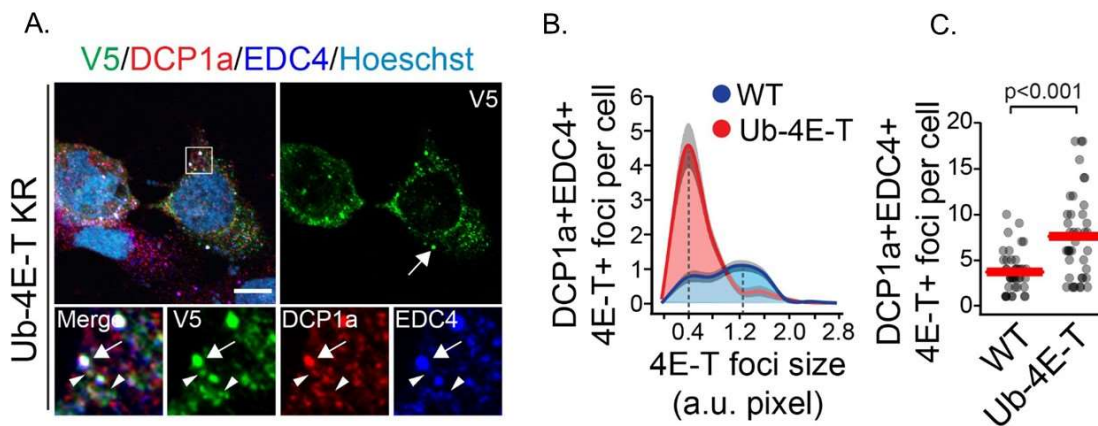 A.
V5/DCP1a/EDC4/Hoeschst
V5
Ub-4E-T KR
Merge
V5
DCP1a
EDC4
B.
DCP1a+EDC4+
4E-T+ foci per cell
6
5
4
3
2
1
0
WT
Ub-4E-T
0.4 1.2 2.0 2.8
4E-T foci size
(a.u. pixel)
C.
p<0.001
DCP1a+EDC4+
4E-T+ foci per cell
20
15
10
5
0
WT
Ub-4E-T